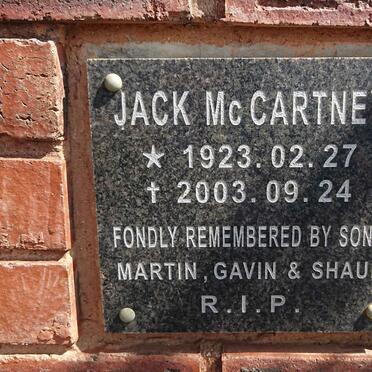 JACK McCARTNE
★ 1923.02.27
† 2003.09.24
FONDLY REMEMBERED BY SON
MARTIN, GAVIN & SHAU
R.I.P.